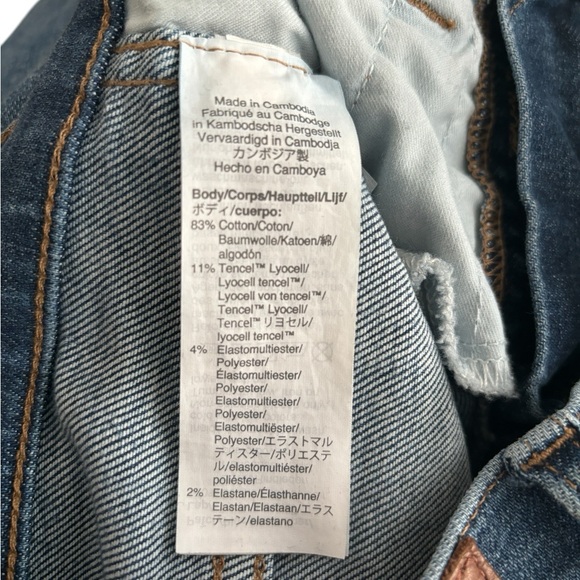 Made in Cambodia
Fabriqué au Cambodge
in Kambodscha Hergestellt
Vervaardigd in Cambodja
カンボジア製
Hecho en Camboya
Body/Corps/Hauptteil/Lijf/
ボディ/cuerpo:
83% Cotton/Coton/
Baumwolle/Katoen/綿/
algodón
11% Tencel™ Lyocell/
Lyocell tencel™/
Lyocell von tencel™/
Tencel™ Lyocell/
Tencel™ リヨセル/
lyocell tencel™
4% Elastomultiester/
Polyester/
Élastomultiester/
Polyester/
Elastomultiester/
Polyester/
Elastomultiester/
Polyester/エラストマル
ティスター/ポリエステ
ル/elastomultiéster/
poliéster
2% Elastane/Élasthanne/
Elastan/Elastaan/エラス
テーン/elastano